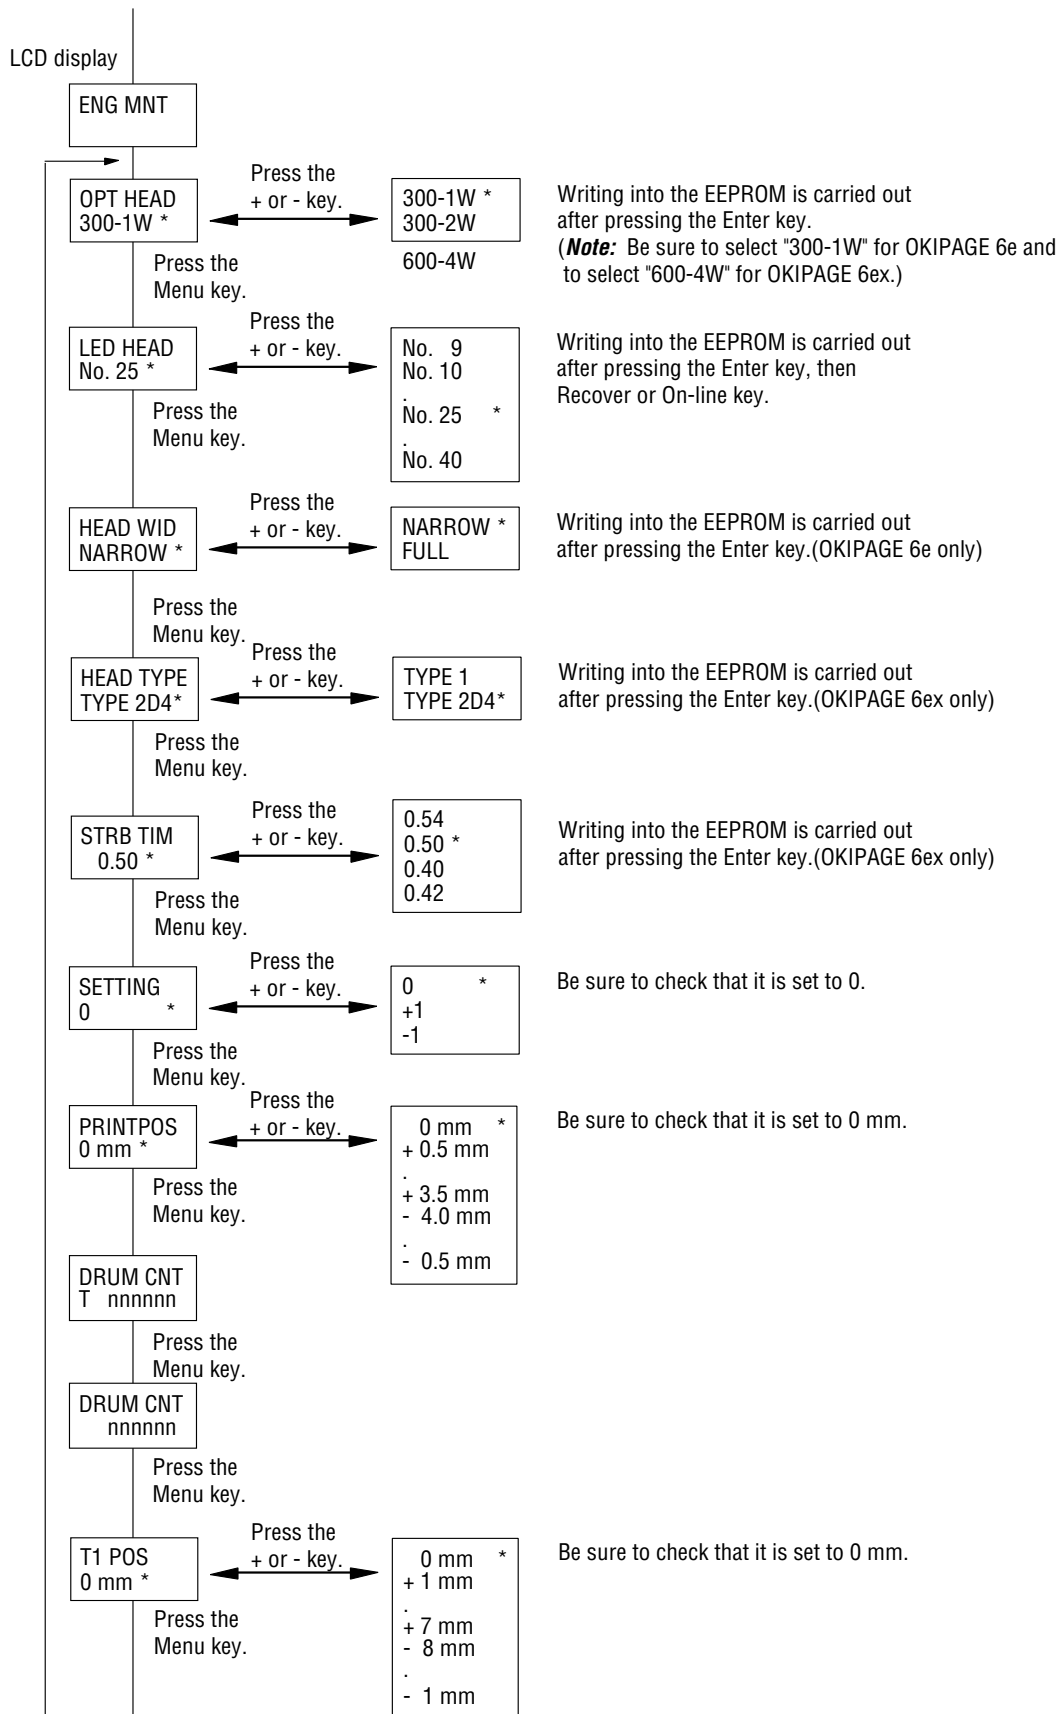 LCD display
ENG MNT
OPT HEAD
300-1W *
Press the
+ or - key.
300-1W *
300-2W
600-4W
Writing into the EEPROM is carried out
after pressing the Enter key.
(Note: Be sure to select "300-1W" for OKIPAGE 6e and
to select "600-4W" for OKIPAGE 6ex.)
Press the
Menu key.
LED HEAD
No. 25 *
Press the
+ or - key.
No. 9
No. 10
.
No. 25 *
.
No. 40
Writing into the EEPROM is carried out
after pressing the Enter key, then
Recover or On-line key.
Press the
Menu key.
HEAD WID
NARROW *
Press the
+ or - key.
NARROW *
FULL
Writing into the EEPROM is carried out
after pressing the Enter key.(OKIPAGE 6e only)
Press the
Menu key.
HEAD TYPE
TYPE 2D4*
Press the
+ or - key.
TYPE 1
TYPE 2D4*
Writing into the EEPROM is carried out
after pressing the Enter key.(OKIPAGE 6ex only)
Press the
Menu key.
STRB TIM
0.50 *
Press the
+ or - key.
0.54
0.50 *
0.40
0.42
Writing into the EEPROM is carried out
after pressing the Enter key.(OKIPAGE 6ex only)
Press the
Menu key.
SETTING
0 *
Press the
+ or - key.
0 *
+1
-1
Be sure to check that it is set to 0.
Press the
Menu key.
PRINTPOS
0 mm *
Press the
+ or - key.
0 mm *
+ 0.5 mm
.
+ 3.5 mm
- 4.0 mm
.
- 0.5 mm
Be sure to check that it is set to 0 mm.
Press the
Menu key.
DRUM CNT
T nnnnnn
Press the
Menu key.
DRUM CNT
nnnnnn
Press the
Menu key.
T1 POS
0 mm *
Press the
+ or - key.
0 mm *
+ 1 mm
.
+ 7 mm
- 8 mm
.
- 1 mm
Be sure to check that it is set to 0 mm.
Press the
Menu key.